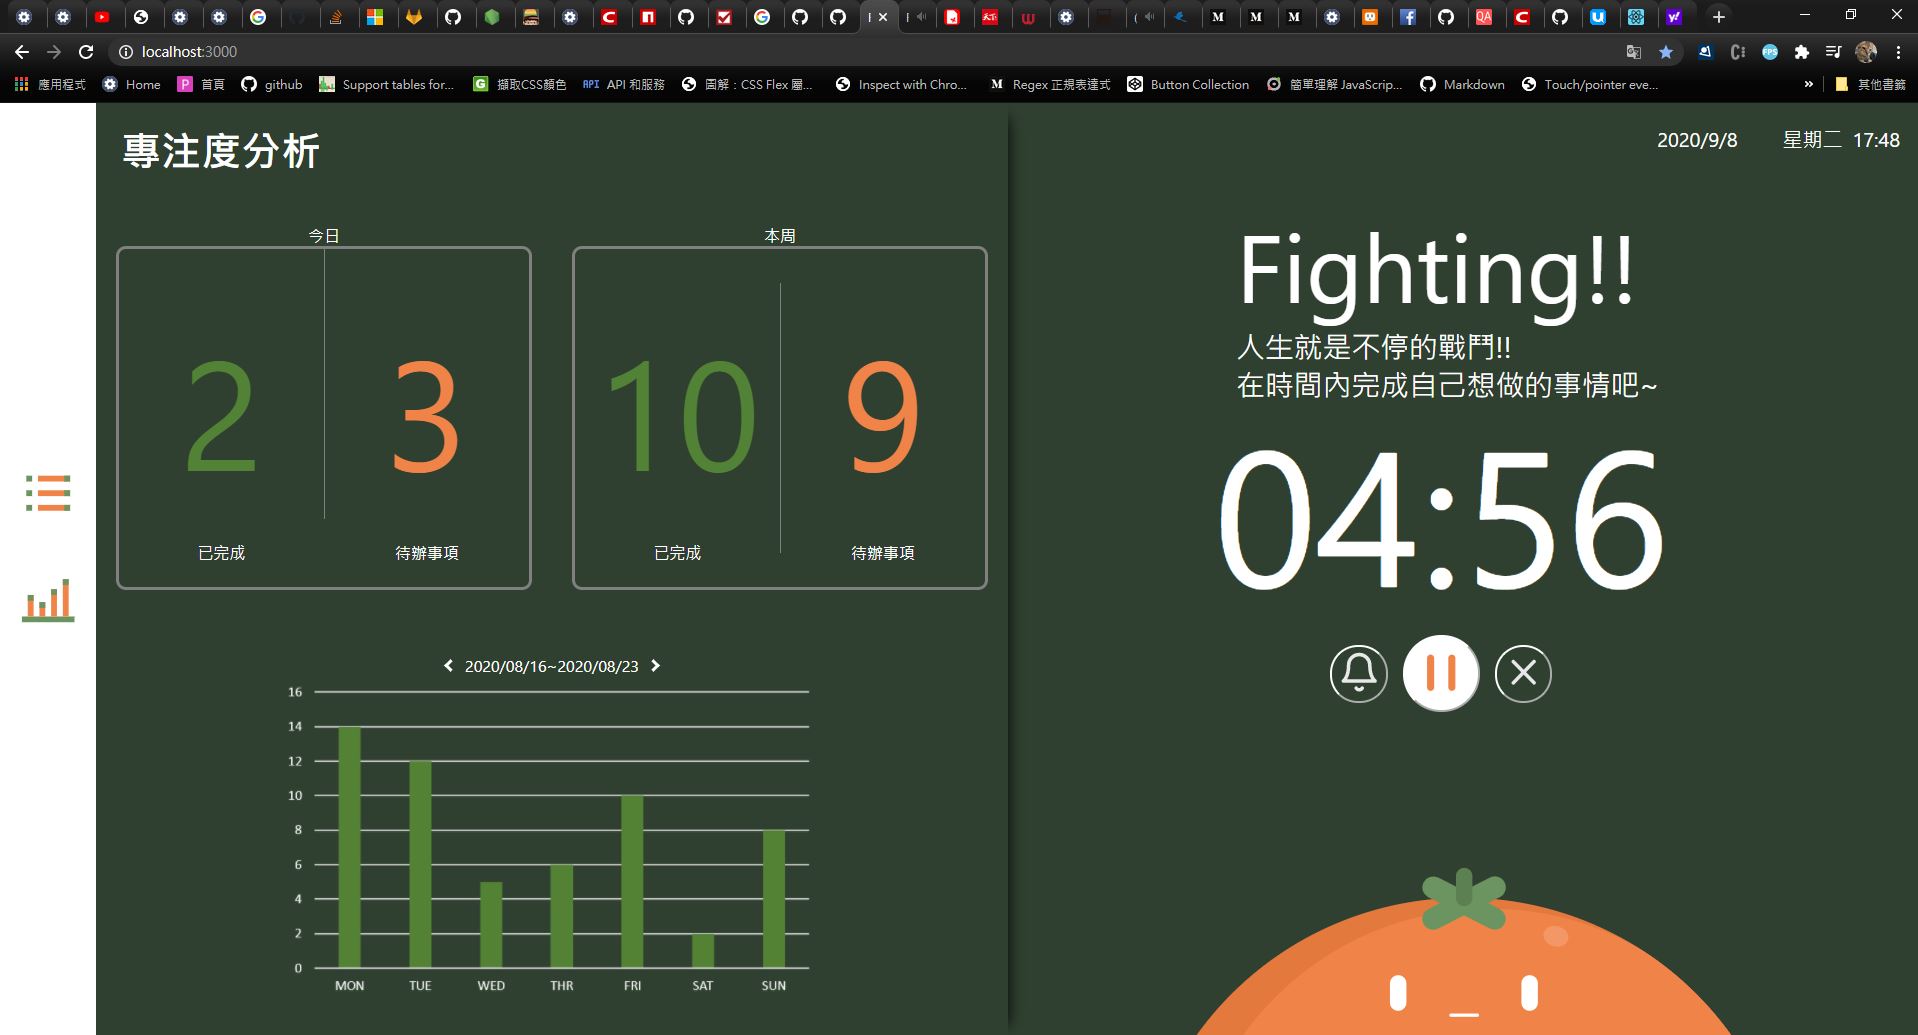 localhost:3000
應用程式
Home
首頁
github
Support tables for...
擷取CSS顏色
API 和服務
圖解：CSS Flex 屬...
Inspect with Chro...
Regex 正規表達式
Button Collection
簡單理解 JavaScrip...
Markdown
Touch/pointer eve...
»
其他書籤
專注度分析
今日
2
3
已完成
待辦事項
本周
10
9
已完成
待辦事項
2020/08/16~2020/08/23
16
14
12
10
8
6
4
2
0
MON TUE WED THR FRI SAT SUN
2020/9/8 星期二 17:48
Fighting!!
人生就是不停的戰鬥!!
在時間內完成自己想做的事情吧~
04:56